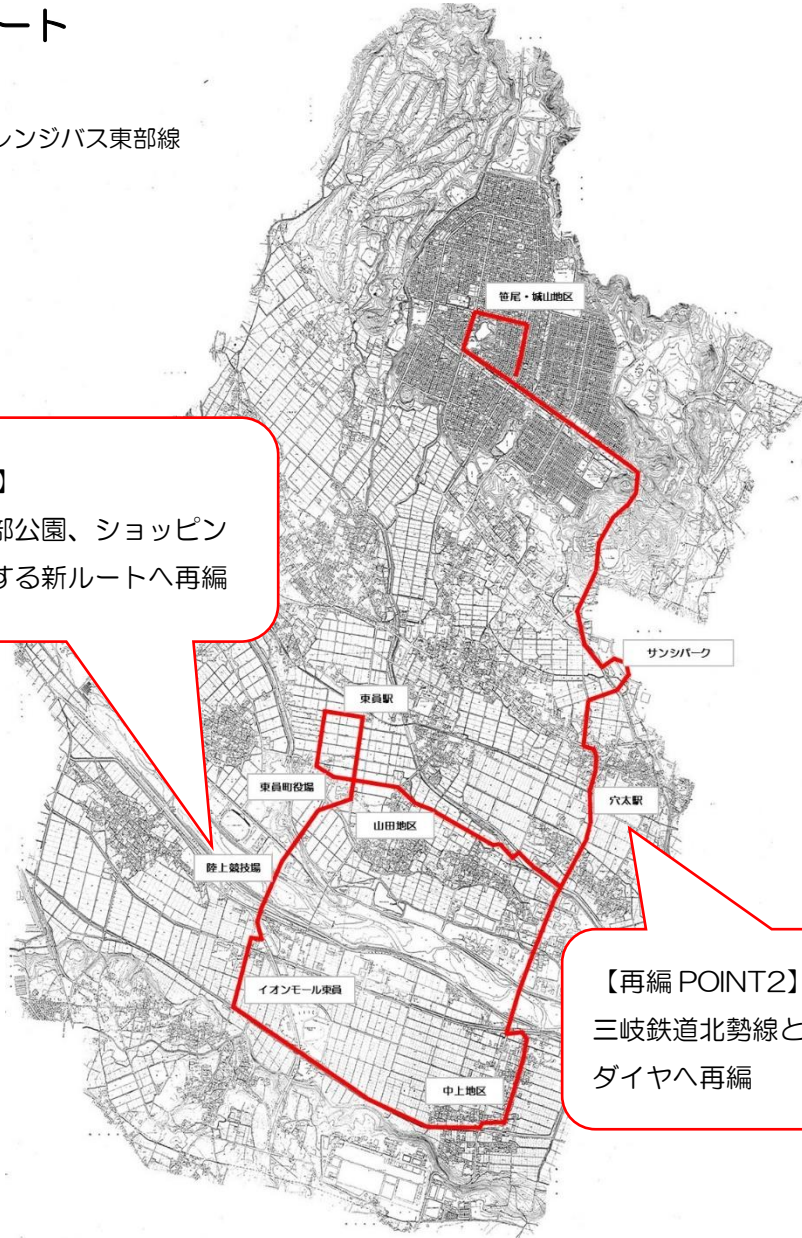 ート
レンジバス東部線
笹尾・城山地区
】
部公園、ショッピン
する新ルートへ再編
サンシパーク
東員駅
東員町役場
穴太駅
山田地区
陸上競技場
イオンモール東員
【再編 POINT2】
三岐鉄道北勢線と
ダイヤへ再編
中上地区